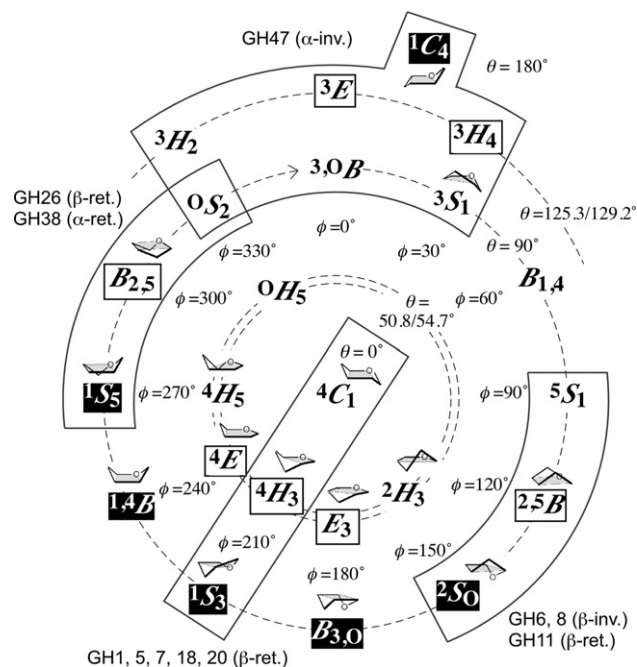 GH47 (α-inv.)
¹C₄
θ = 180°
³E
³H₂
³H₄
³,ᴼB
GH26 (β-ret.)
GH38 (α-ret.)
ᴼS₂
³S₁
θ = 125.3/129.2°
ϕ = 0°
θ = 90°
ϕ = 330°
ϕ = 30°
B₂,₅
B₁,₄
ᴼH₅
ϕ = 300°
θ =
50.8/54.7°
ϕ = 60°
θ = 0°
¹S₅
ϕ = 270°
⁴H₅
⁴C₁
ϕ = 90°
⁵S₁
⁴E
¹,⁴B
ϕ = 240°
⁴H₃
E₃
²H₃
ϕ = 120°
²,⁵B
ϕ = 210°
ϕ = 150°
¹S₃
ϕ = 180°
²Sₒ
B₃,ₒ
GH6, 8 (β-inv.)
GH11 (β-ret.)
GH1, 5, 7, 18, 20 (β-ret.)